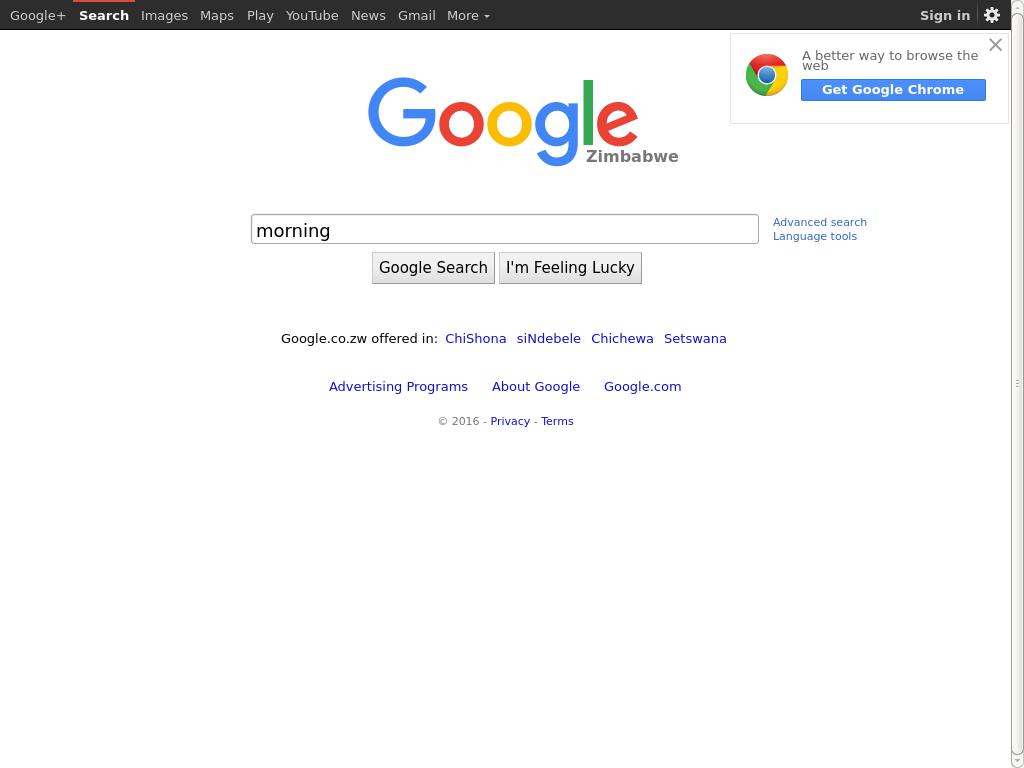 Google+ Search Images Maps Play YouTube News Gmail More Sign in
A better way to browse the
web
Get Google Chrome
Google
Zimbabwe
morning
Advanced search
Language tools
Google Search I'm Feeling Lucky
Google.co.zw offered in: ChiShona siNdebele Chichewa Setswana
Advertising Programs About Google Google.com
© 2016 - Privacy - Terms